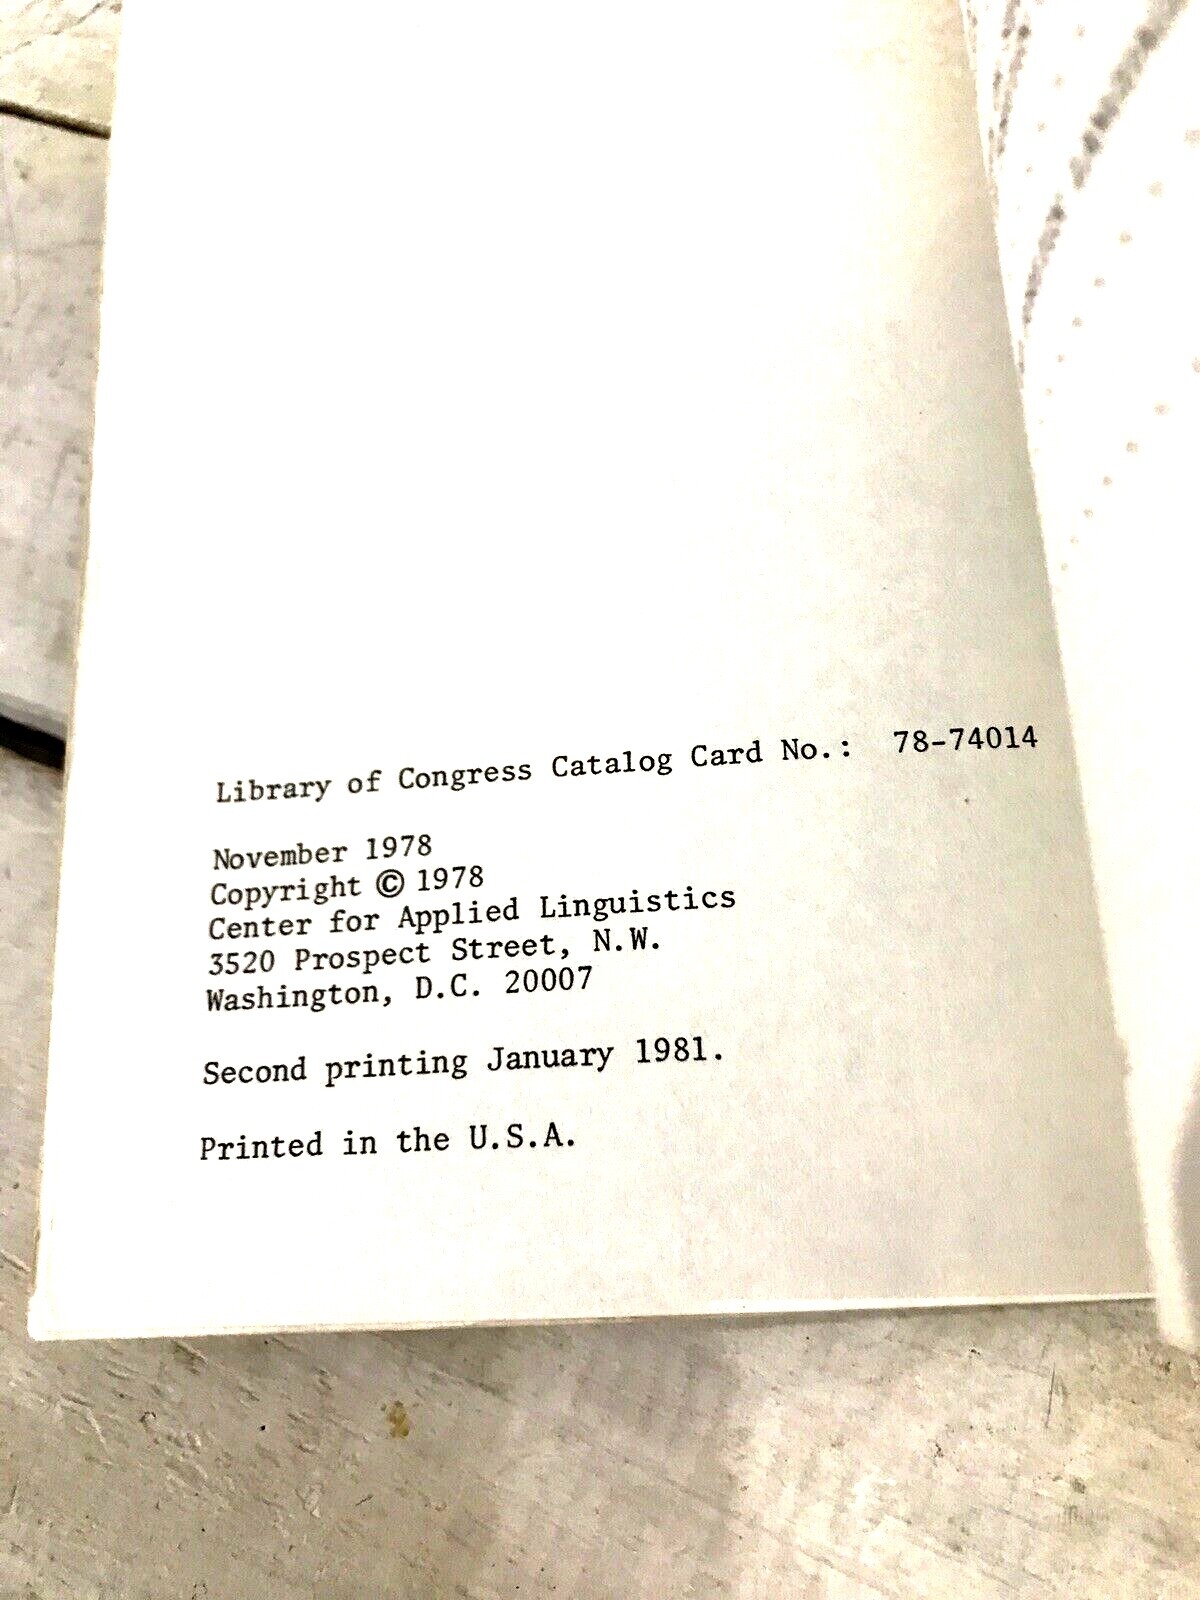 Library of Congress Catalog Card No.: 78-74014
November 1978
Copyright © 1978
Center for Applied Linguistics
3520 Prospect Street, N.W.
Washington, D.C. 20007
Second printing January 1981.
Printed in the U.S.A.